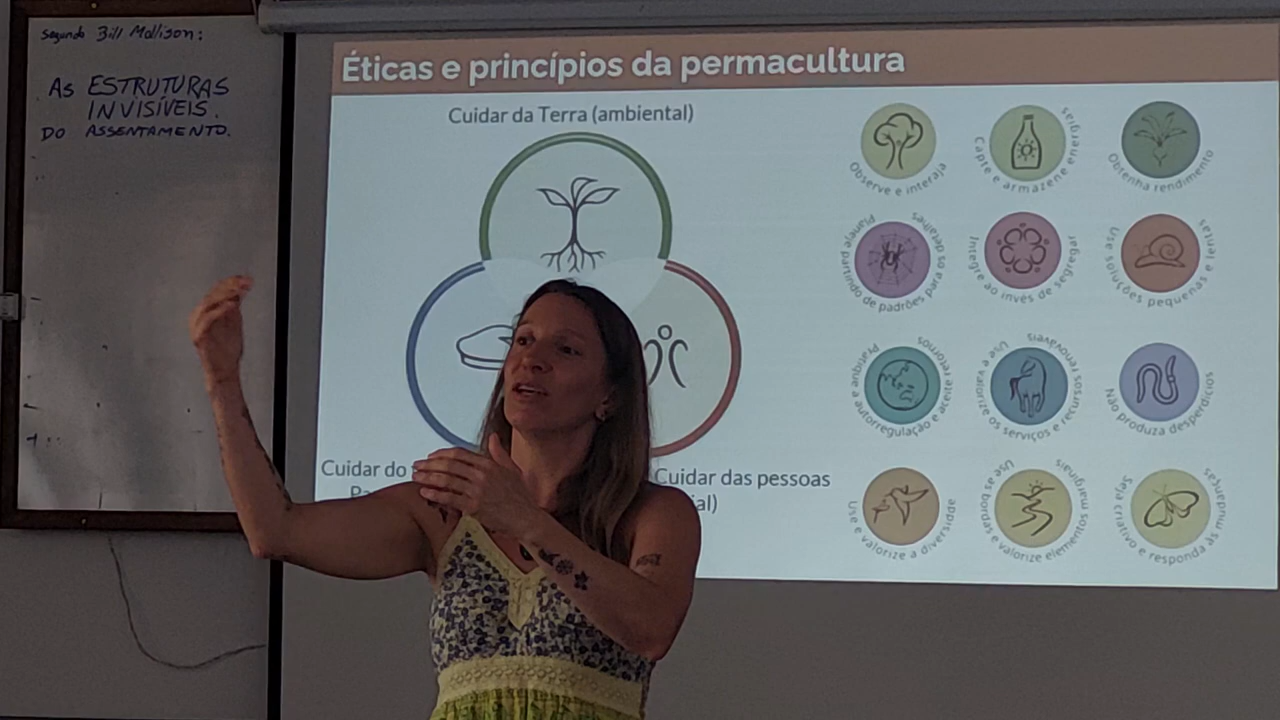 Segundo Bill Mollison:
AS ESTRUTURAS
INVISÍVEIS.
DO ASSENTAMENTO.
Éticas e princípios da permacultura
Cuidar da Terra (ambiental)
Cuidar do
Cuidar das pessoas
Observe e interaja
Capte e armazene energias
Obtenha rendimento
Planeje partindo de padrões para os detalhes
Integre ao invés de segregar
Use soluções pequenas e lentas
Pratique a autorregulação e aceite retornos
Use e valorize os serviços e recursos renováveis
Não produza desperdícios
Use e valorize a diversidde
Use as bordas e valorize elementos marginais
Seja criativo e responda às mudanças